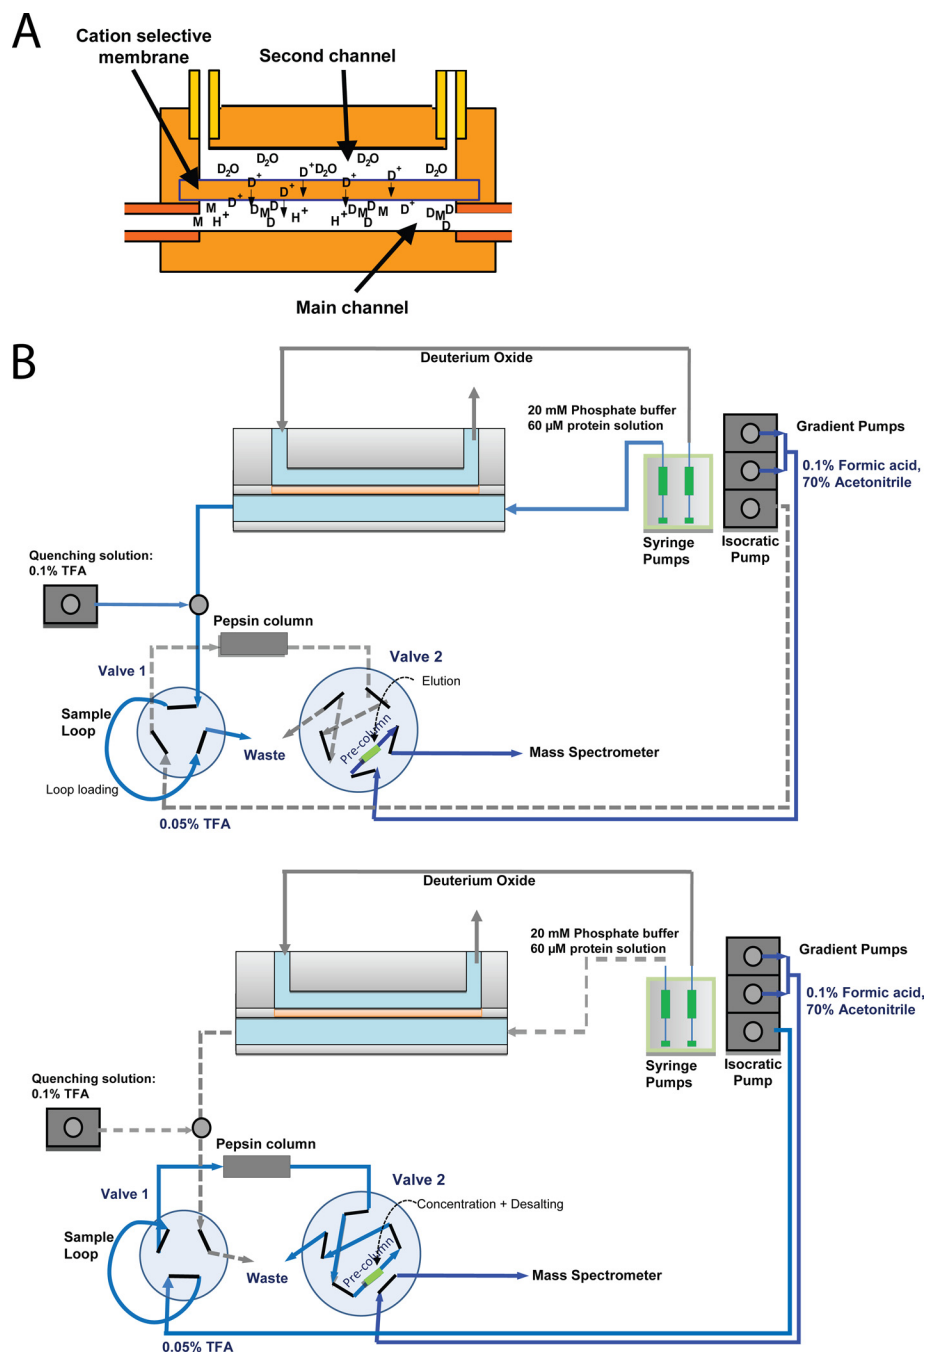 A
Cation selective
membrane
Second channel
D2O
D2O
D2O
D+
D2O
D2O
D+
D+
D+
D+
D+
D+
M
M
H+
D
M
D
D
H+
D
M
D
D
M
D
M
D
D
Main channel
B
Deuterium Oxide
20 mM Phosphate buffer
60 µM protein solution
Gradient Pumps
0.1% Formic acid,
70% Acetonitrile
Syringe
Pumps
Isocratic
Pump
Quenching solution:
0.1% TFA
Pepsin column
Valve 1
Valve 2
Elution
Sample
Loop
Pre-column
Waste
Mass Spectrometer
Loop loading
0.05% TFA
Deuterium Oxide
20 mM Phosphate buffer
60 µM protein solution
Gradient Pumps
0.1% Formic acid,
70% Acetonitrile
Syringe
Pumps
Isocratic
Pump
Quenching solution:
0.1% TFA
Pepsin column
Valve 1
Valve 2
Concentration + Desalting
Sample
Loop
Pre-column
Waste
Mass Spectrometer
0.05% TFA